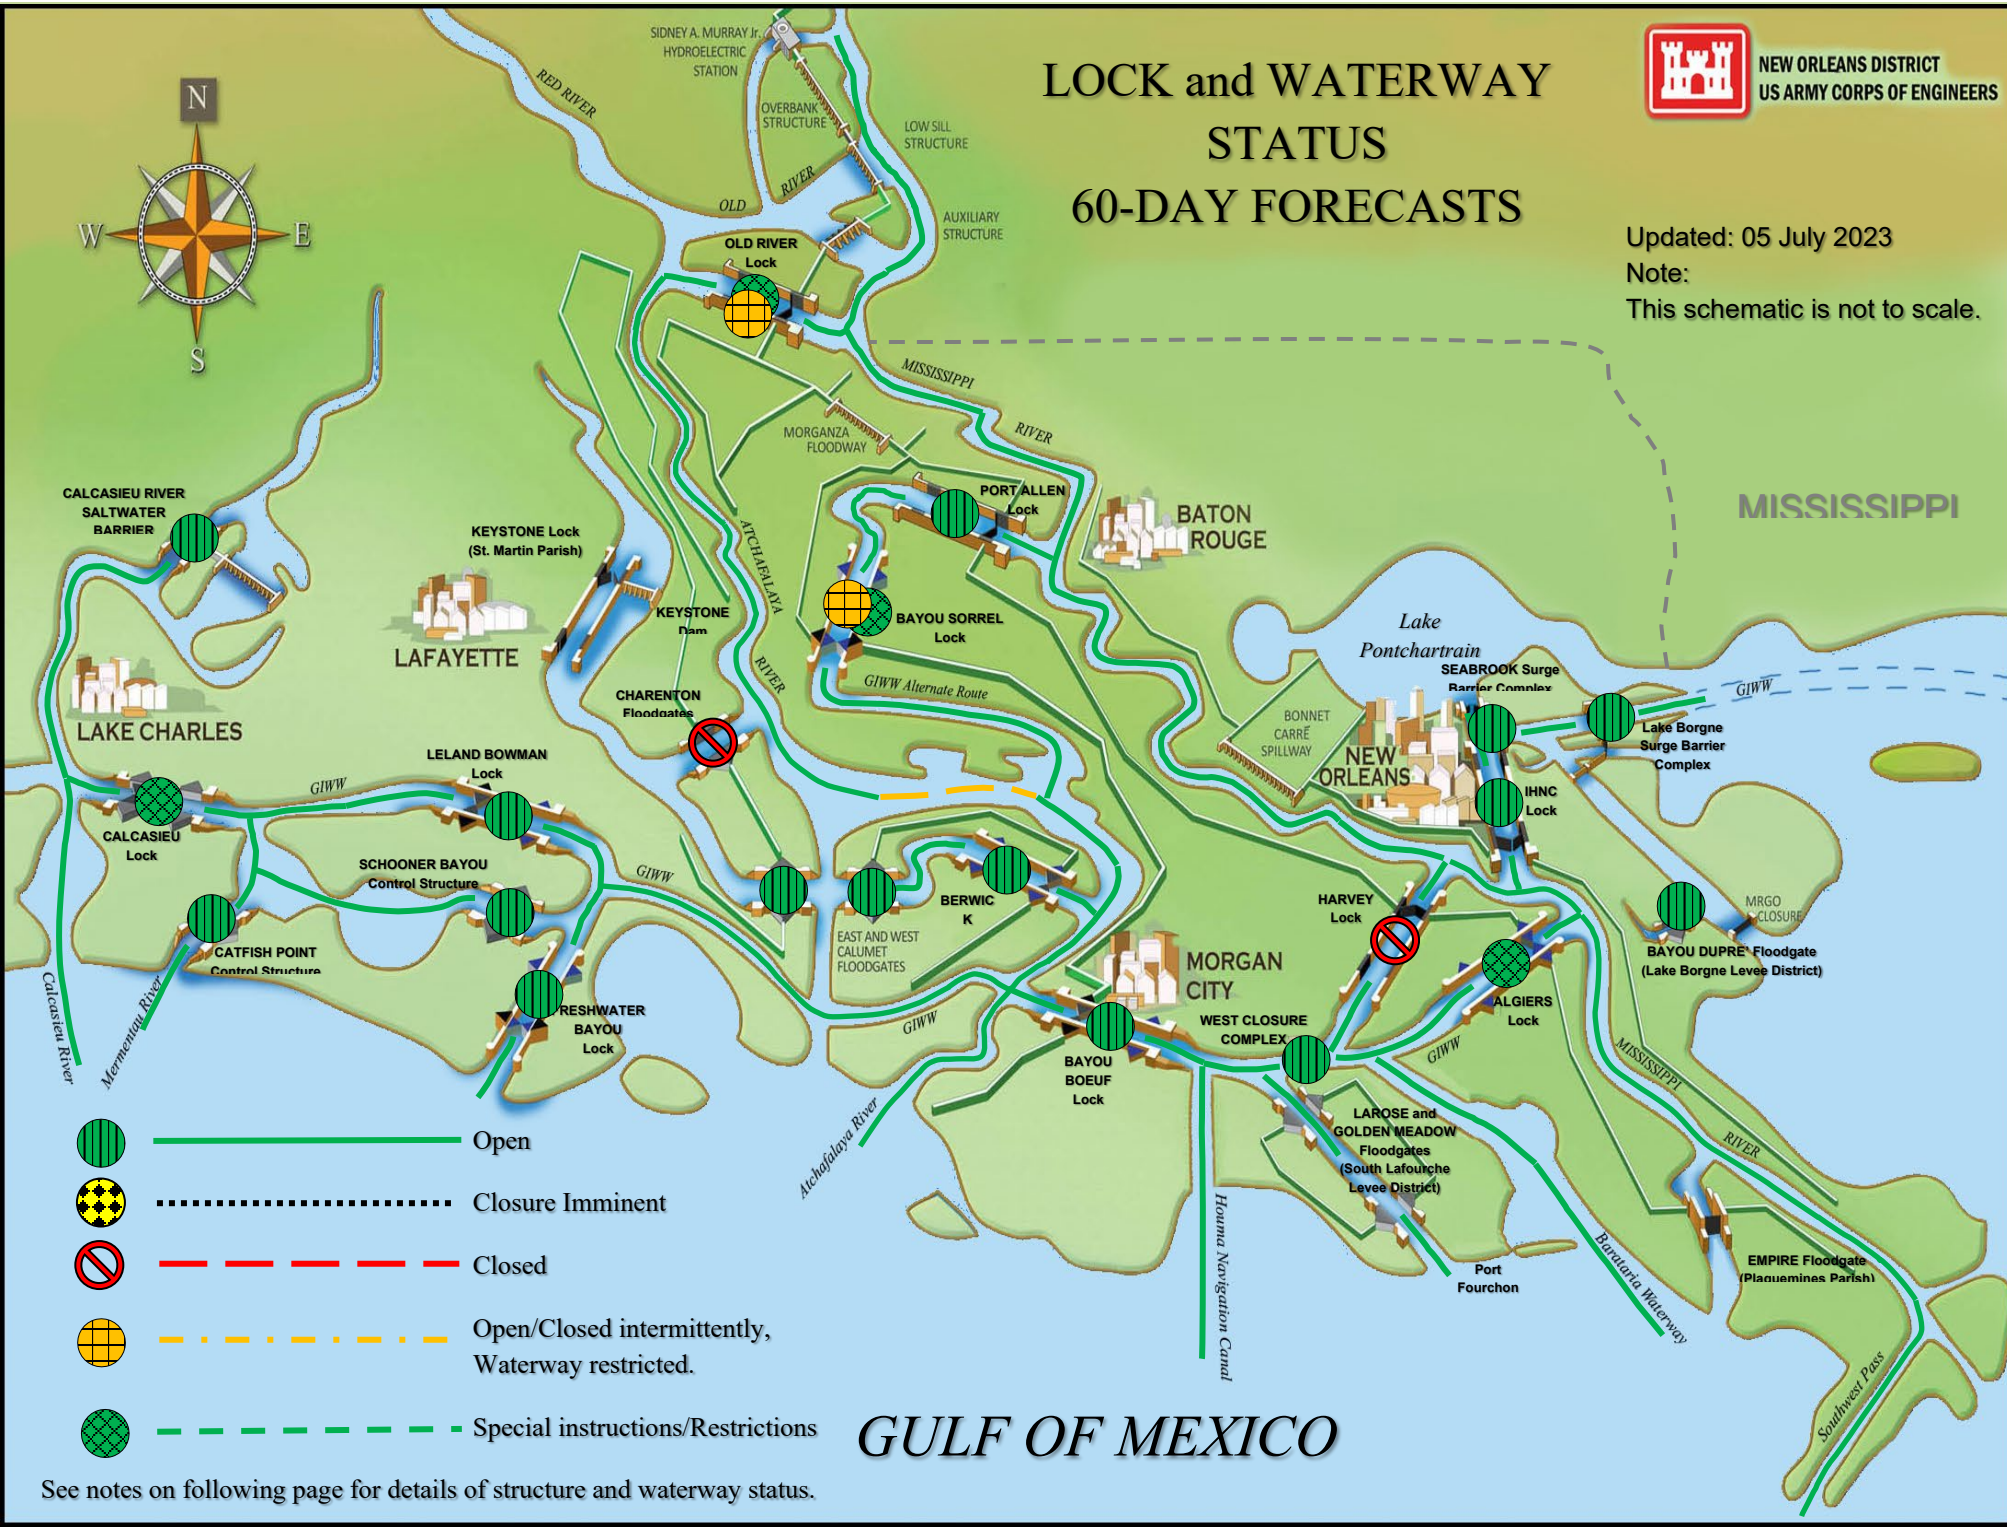 LOCK and WATERWAY
STATUS
60-DAY FORECASTS
NEW ORLEANS DISTRICT
US ARMY CORPS OF ENGINEERS
Updated: 05 July 2023
Note:
This schematic is not to scale.
N
W
E
S
SIDNEY A. MURRAY Jr.
HYDROELECTRIC
STATION
RED RIVER
OVERBANK
STRUCTURE
LOW SILL
STRUCTURE
OLD
RIVER
AUXILIARY
STRUCTURE
OLD RIVER
Lock
MISSISSIPPI
RIVER
MORGANZA
FLOODWAY
CALCASIEU RIVER
SALTWATER
BARRIER
KEYSTONE Lock
(St. Martin Parish)
KEYSTONE
Dam
ATCHAFALAYA
RIVER
PORT ALLEN
Lock
BATON
ROUGE
MISSISSIPPI
BAYOU SORREL
Lock
LAFAYETTE
Lake
Pontchartrain
SEABROOK Surge
Barrier Complex
GIWW
GIWW Alternate Route
CHARENTON
Floodgates
LAKE CHARLES
BONNET
CARRÉ
SPILLWAY
NEW
ORLEANS
Lake Borgne
Surge Barrier
Complex
LELAND BOWMAN
Lock
GIWW
IHNC
Lock
CALCASIEU
Lock
SCHOONER BAYOU
Control Structure
GIWW
BERWIC
K
HARVEY
Lock
MRGO
CLOSURE
EAST AND WEST
CALUMET
FLOODGATES
CATFISH POINT
Control Structure
BAYOU DUPRE' Floodgate
(Lake Borgne Levee District)
MORGAN
CITY
ALGIERS
Lock
RESHWATER
BAYOU
Lock
GIWW
WEST CLOSURE
COMPLEX
GIWW
Calcasieu River
Mermentau River
BAYOU
BOEUF
Lock
MISSISSIPPI
RIVER
Atchafalaya River
LAROSE and
GOLDEN MEADOW
Floodgates
(South Lafourche
Levee District)
Houma Navigation Canal
Port
Fourchon
Barataria Waterway
EMPIRE Floodgate
(Plaquemines Parish)
Southwest Pass
Open
Closure Imminent
Closed
Open/Closed intermittently,
Waterway restricted.
Special instructions/Restrictions
GULF OF MEXICO
See notes on following page for details of structure and waterway status.